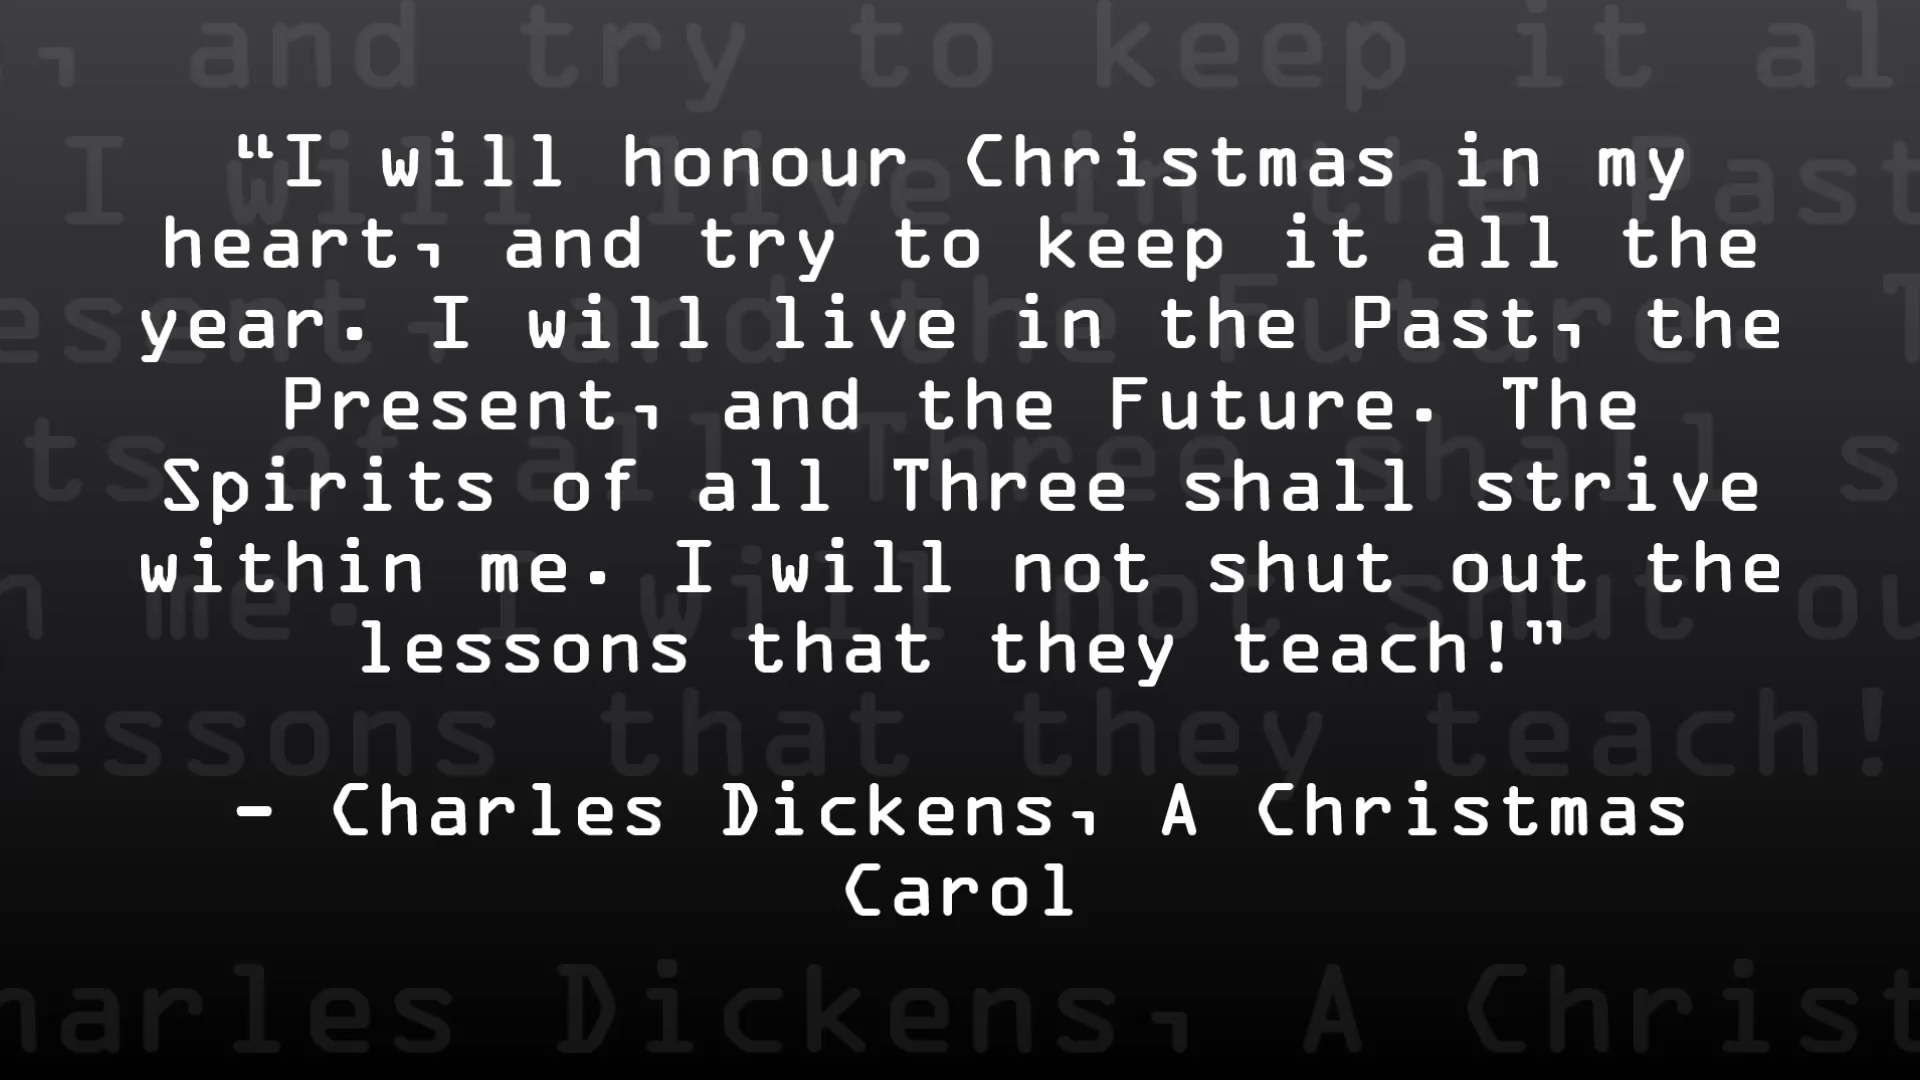 “I will honour Christmas in my
heart, and try to keep it all the
year. I will live in the Past, the
Present, and the Future. The
Spirits of all Three shall strive
within me. I will not shut out the
lessons that they teach!”
– Charles Dickens, A Christmas
Carol